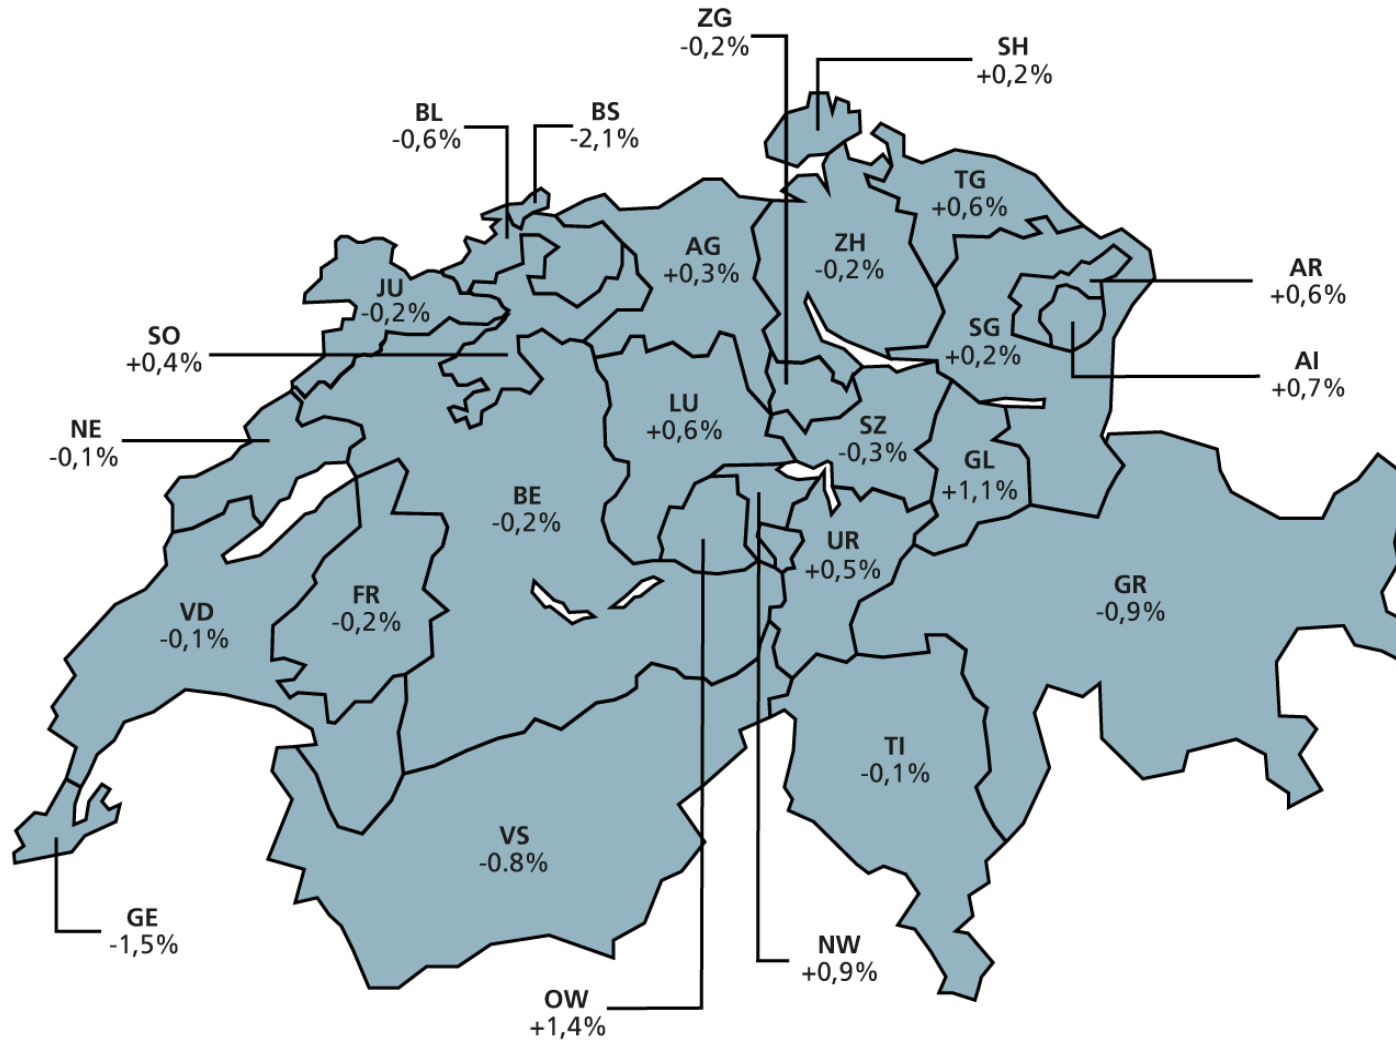 ZG
-0,2%
SH
+0,2%
BL
-0,6%
BS
-2,1%
TG
+0,6%
AG
+0,3%
ZH
-0,2%
AR
+0,6%
JU
-0,2%
SO
+0,4%
SG
+0,2%
AI
+0,7%
LU
+0,6%
NE
-0,1%
SZ
-0,3%
GL
+1,1%
BE
-0,2%
UR
+0,5%
GR
-0,9%
FR
-0,2%
VD
-0,1%
TI
-0,1%
VS
-0.8%
GE
-1,5%
NW
+0,9%
OW
+1,4%